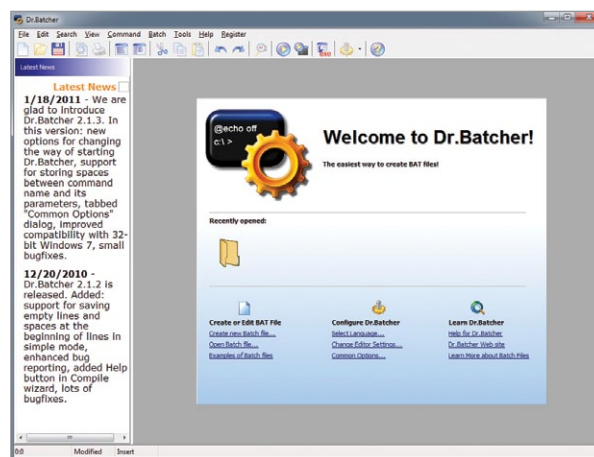 Dr.Batcher
File Edit Search View Command Batch Tools Help Register
Latest News
Latest News
1/18/2011 - We are
glad to Introduce
Dr.Batcher 2.1.3. In
this version: new
options for changing
the way of starting
Dr.Batcher, support
for storing spaces
between command
name and its
parameters, tabbed
"Common Options"
dialog, improved
compatibility with 32-
bit Windows 7, small
bugfixes.
12/20/2010 -
Dr.Batcher 2.1.2 is
released. Added:
support for saving
empty lines and
spaces at the
beginning of lines in
simple mode,
enhanced bug
reporting, added Help
button in Compile
wizard, lots of
bugfixes.
@echo off
c:\ >
Welcome to Dr.Batcher!
The easiest way to create BAT files!
Recently opened:
Create or Edit BAT File
Create new Batch file...
Open Batch file...
Examples of Batch files
Configure Dr.Batcher
Select Language...
Change Editor Settings...
Common Options...
Learn Dr.Batcher
Help for Dr.Batcher
Dr.Batcher Web site
Learn More about Batch Files
0:0 Modified Insert